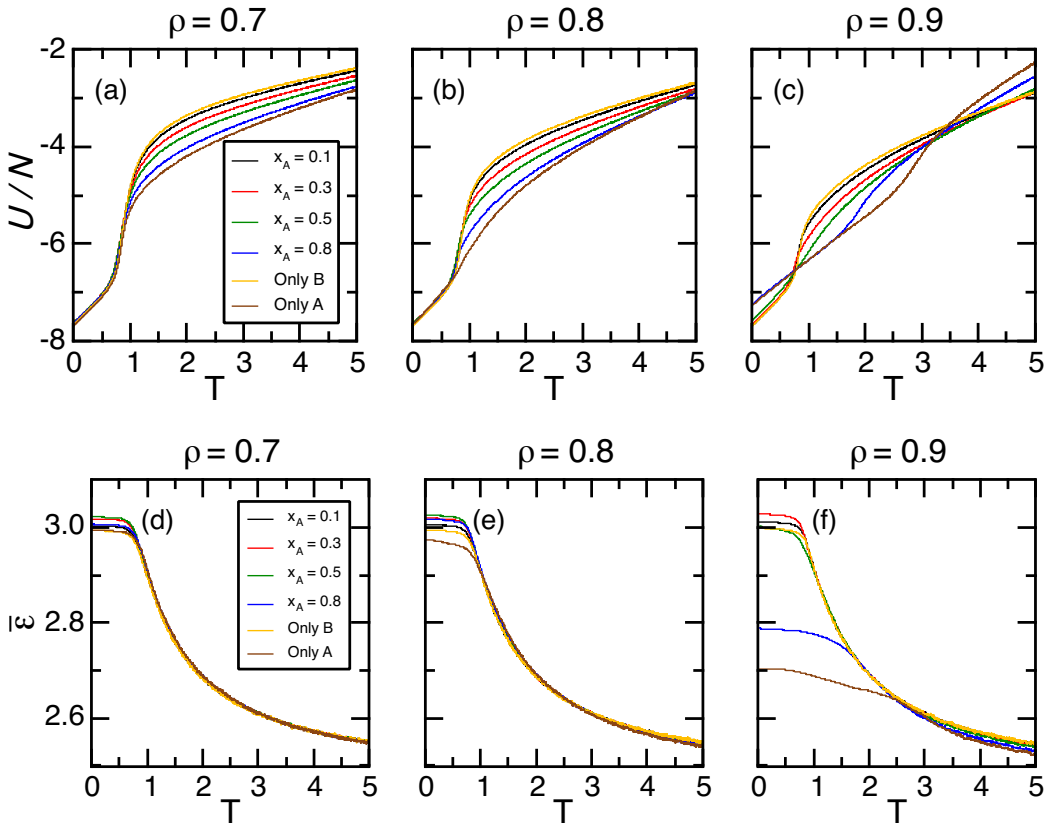 ρ = 0.7 ρ = 0.8 ρ = 0.9
-2
-4
-6
-8
U / N
(a) (b) (c)
x_A = 0.1
x_A = 0.3
x_A = 0.5
x_A = 0.8
Only B
Only A
0 1 2 3 4 5 0 1 2 3 4 5 0 1 2 3 4 5
T T T
ρ = 0.7 ρ = 0.8 ρ = 0.9
3.0
2.8
2.6
ε̅
(d) (e) (f)
x_A = 0.1
x_A = 0.3
x_A = 0.5
x_A = 0.8
Only B
Only A
0 1 2 3 4 5 0 1 2 3 4 5 0 1 2 3 4 5
T T T